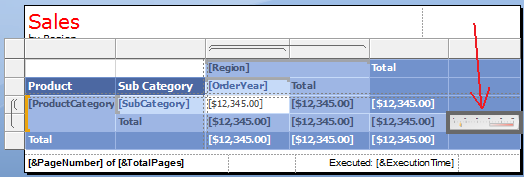 Sales
by Region
[Region] Total
Product Sub Category [OrderYear] Total
[ProductCategory [SubCategory] [$12,345.00] [$12,345.00] [$12,345.00]
Total [$12,345.00] [$12,345.00] [$12,345.00]
Total [$12,345.00] [$12,345.00] [$12,345.00]
[&PageNumber] of [&TotalPages] Executed: [&ExecutionTime]